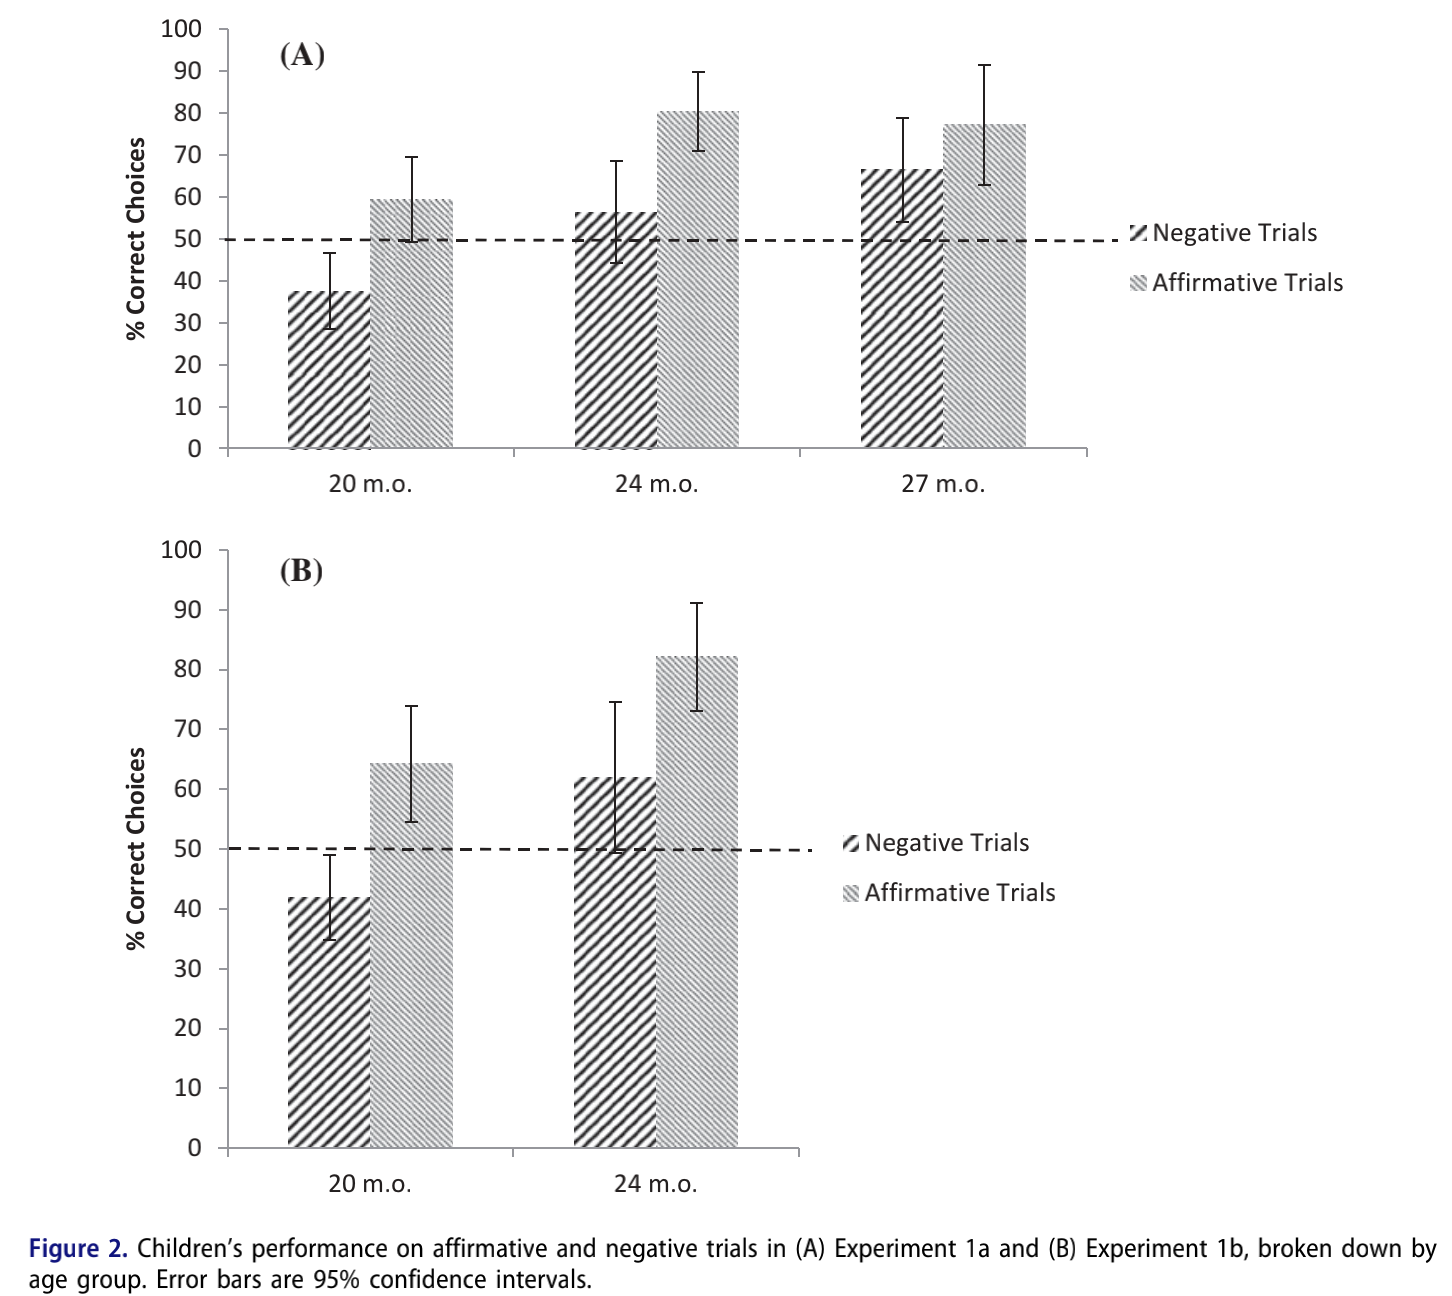 100
(A)
90
80
70
60
50
40
30
20
10
0
% Correct Choices
20 m.o.
24 m.o.
27 m.o.
Negative Trials
Affirmative Trials
100
(B)
90
80
70
60
50
40
30
20
10
0
% Correct Choices
20 m.o.
24 m.o.
Negative Trials
Affirmative Trials
Figure 2. Children’s performance on affirmative and negative trials in (A) Experiment 1a and (B) Experiment 1b, broken down by
age group. Error bars are 95% confidence intervals.